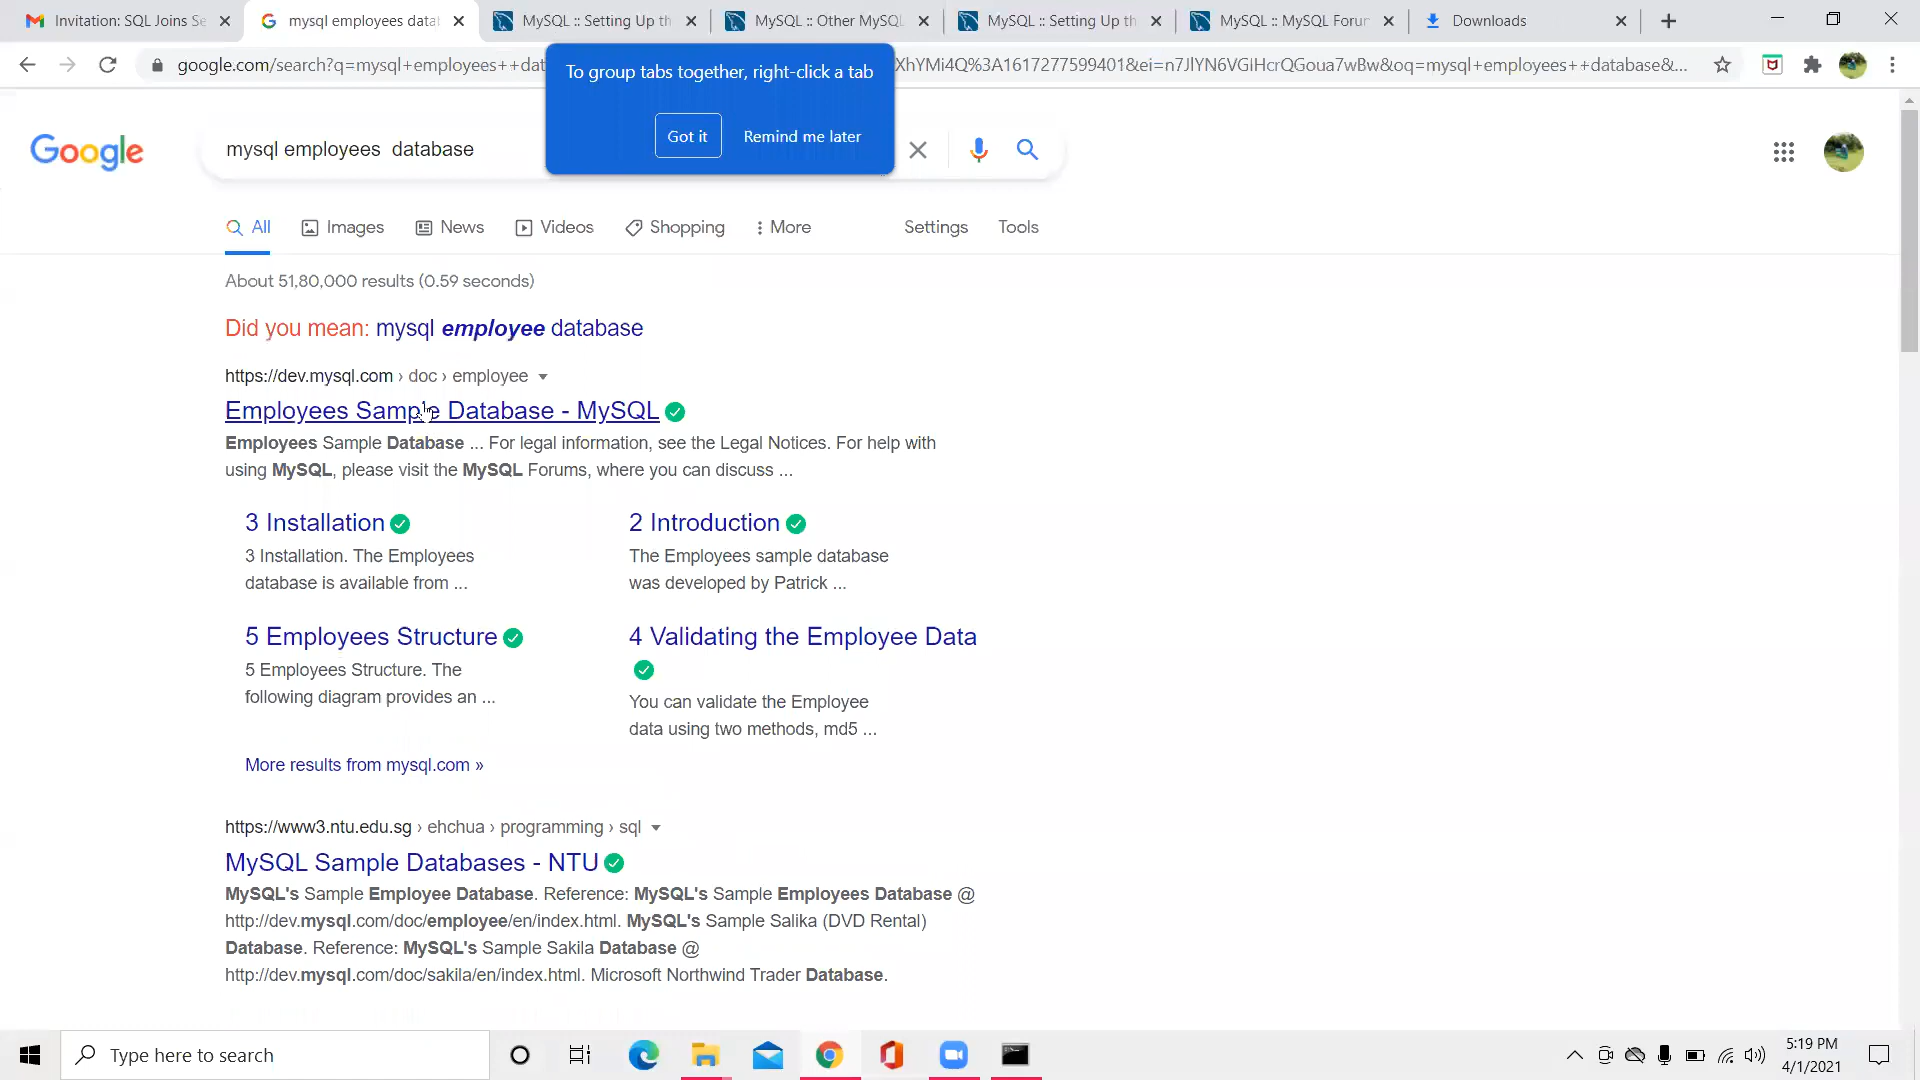 Invitation: SQL Joins Se
mysql employees datab
MySQL :: Setting Up th
MySQL :: Other MySQL
MySQL :: Setting Up th
MySQL :: MySQL Forum
Downloads
google.com/search?q=mysql+employees++dat
XhYMi4Q%3A1617277599401&ei=n7JlYN6VGiHcrQGoua7wBw&oq=mysql+employees++database&...
To group tabs together, right-click a tab
Got it
Remind me later
Google
mysql employees  database
All
Images
News
Videos
Shopping
More
Settings
Tools
About 51,80,000 results (0.59 seconds)
Did you mean: mysql employee database
https://dev.mysql.com › doc › employee
Employees Sample Database - MySQL
Employees Sample Database ... For legal information, see the Legal Notices. For help with
using MySQL, please visit the MySQL Forums, where you can discuss ...
3 Installation
3 Installation. The Employees
database is available from ...
2 Introduction
The Employees sample database
was developed by Patrick ...
5 Employees Structure
5 Employees Structure. The
following diagram provides an ...
4 Validating the Employee Data
You can validate the Employee
data using two methods, md5 ...
More results from mysql.com »
https://www3.ntu.edu.sg › ehchua › programming › sql
MySQL Sample Databases - NTU
MySQL's Sample Employee Database. Reference: MySQL's Sample Employees Database @
http://dev.mysql.com/doc/employee/en/index.html. MySQL's Sample Salika (DVD Rental)
Database. Reference: MySQL's Sample Sakila Database @
http://dev.mysql.com/doc/sakila/en/index.html. Microsoft Northwind Trader Database.
Type here to search
5:19 PM
4/1/2021